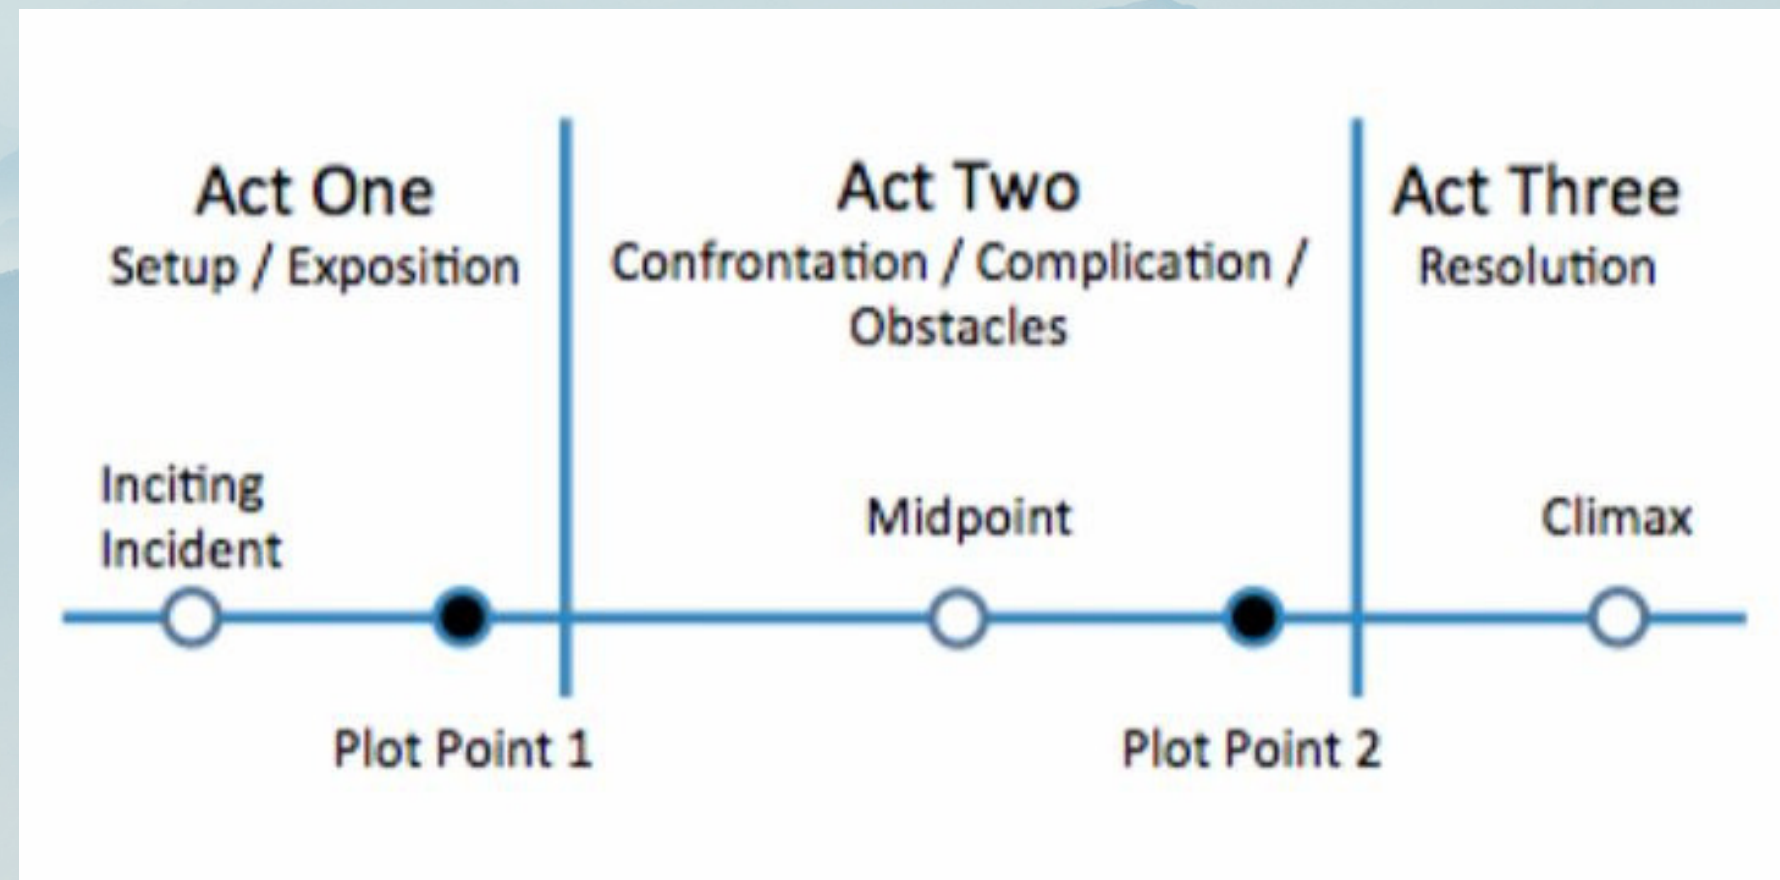 Act One
Setup / Exposition
Act Two
Confrontation / Complication /
Obstacles
Act Three
Resolution
Inciting
Incident
Midpoint
Climax
Plot Point 1
Plot Point 2